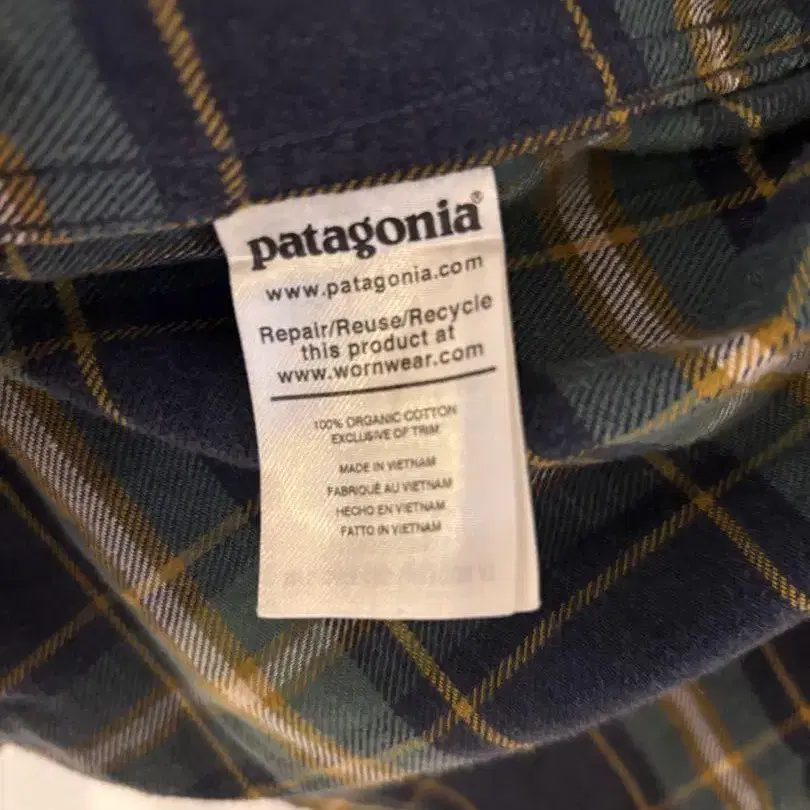 patagonia®
www.patagonia.com
Repair/Reuse/Recycle
this product at
www.wornwear.com
100% ORGANIC COTTON
EXCLUSIVE OF TRIM
MADE IN VIETNAM
FABRIQUÉ AU VIETNAM
HECHO EN VIETNAM
FATTO IN VIETNAM